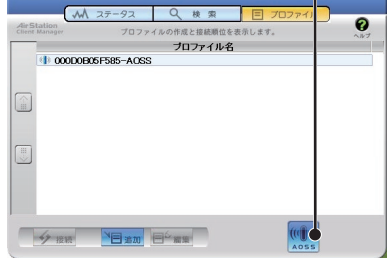 ステータス 検索 プロファイル
AirStation
Client Manager
プロファイルの作成と接続順位を表示します。
ヘルプ
プロファイル名
000D0B05F585-AOSS
接続 追加 編集
AOSS